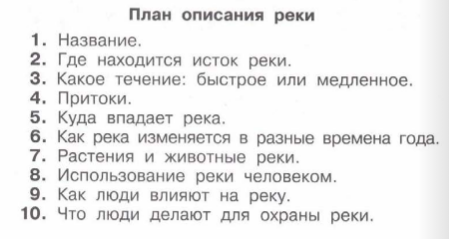 План описания реки
1. Название.
2. Где находится исток реки.
3. Какое течение: быстрое или медленное.
4. Притоки.
5. Куда впадает река.
6. Как река изменяется в разные времена года.
7. Растения и животные реки.
8. Использование реки человеком.
9. Как люди влияют на реку.
10. Что люди делают для охраны реки.